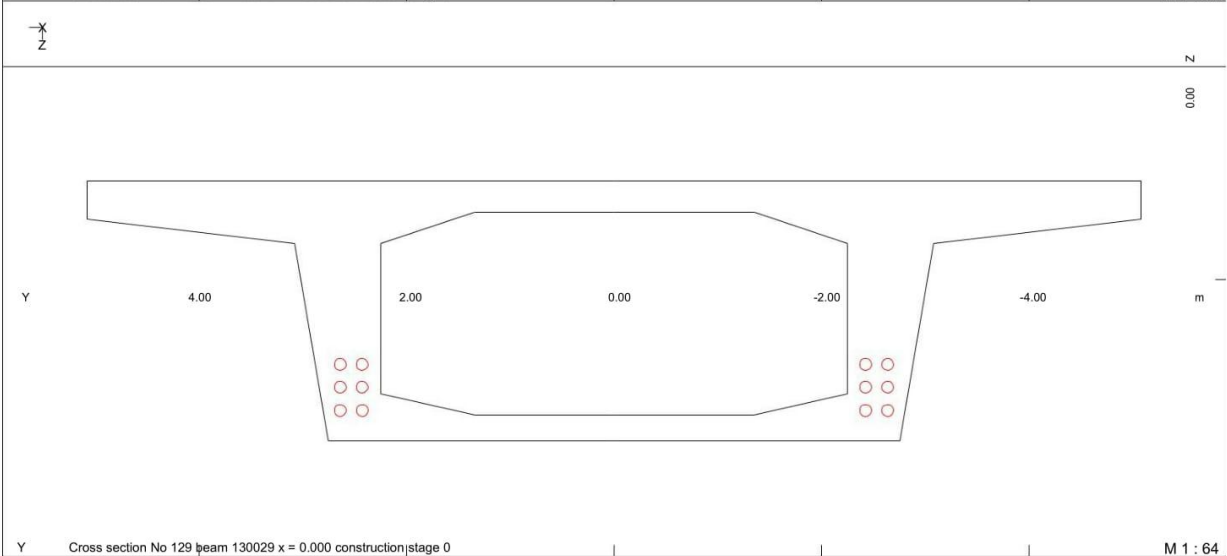 X
Z
Z
0.00
Y 4.00 2.00 0.00 -2.00 -4.00 m
Y Cross section No 129 beam 130029 x = 0.000 construction stage 0 M 1 : 64